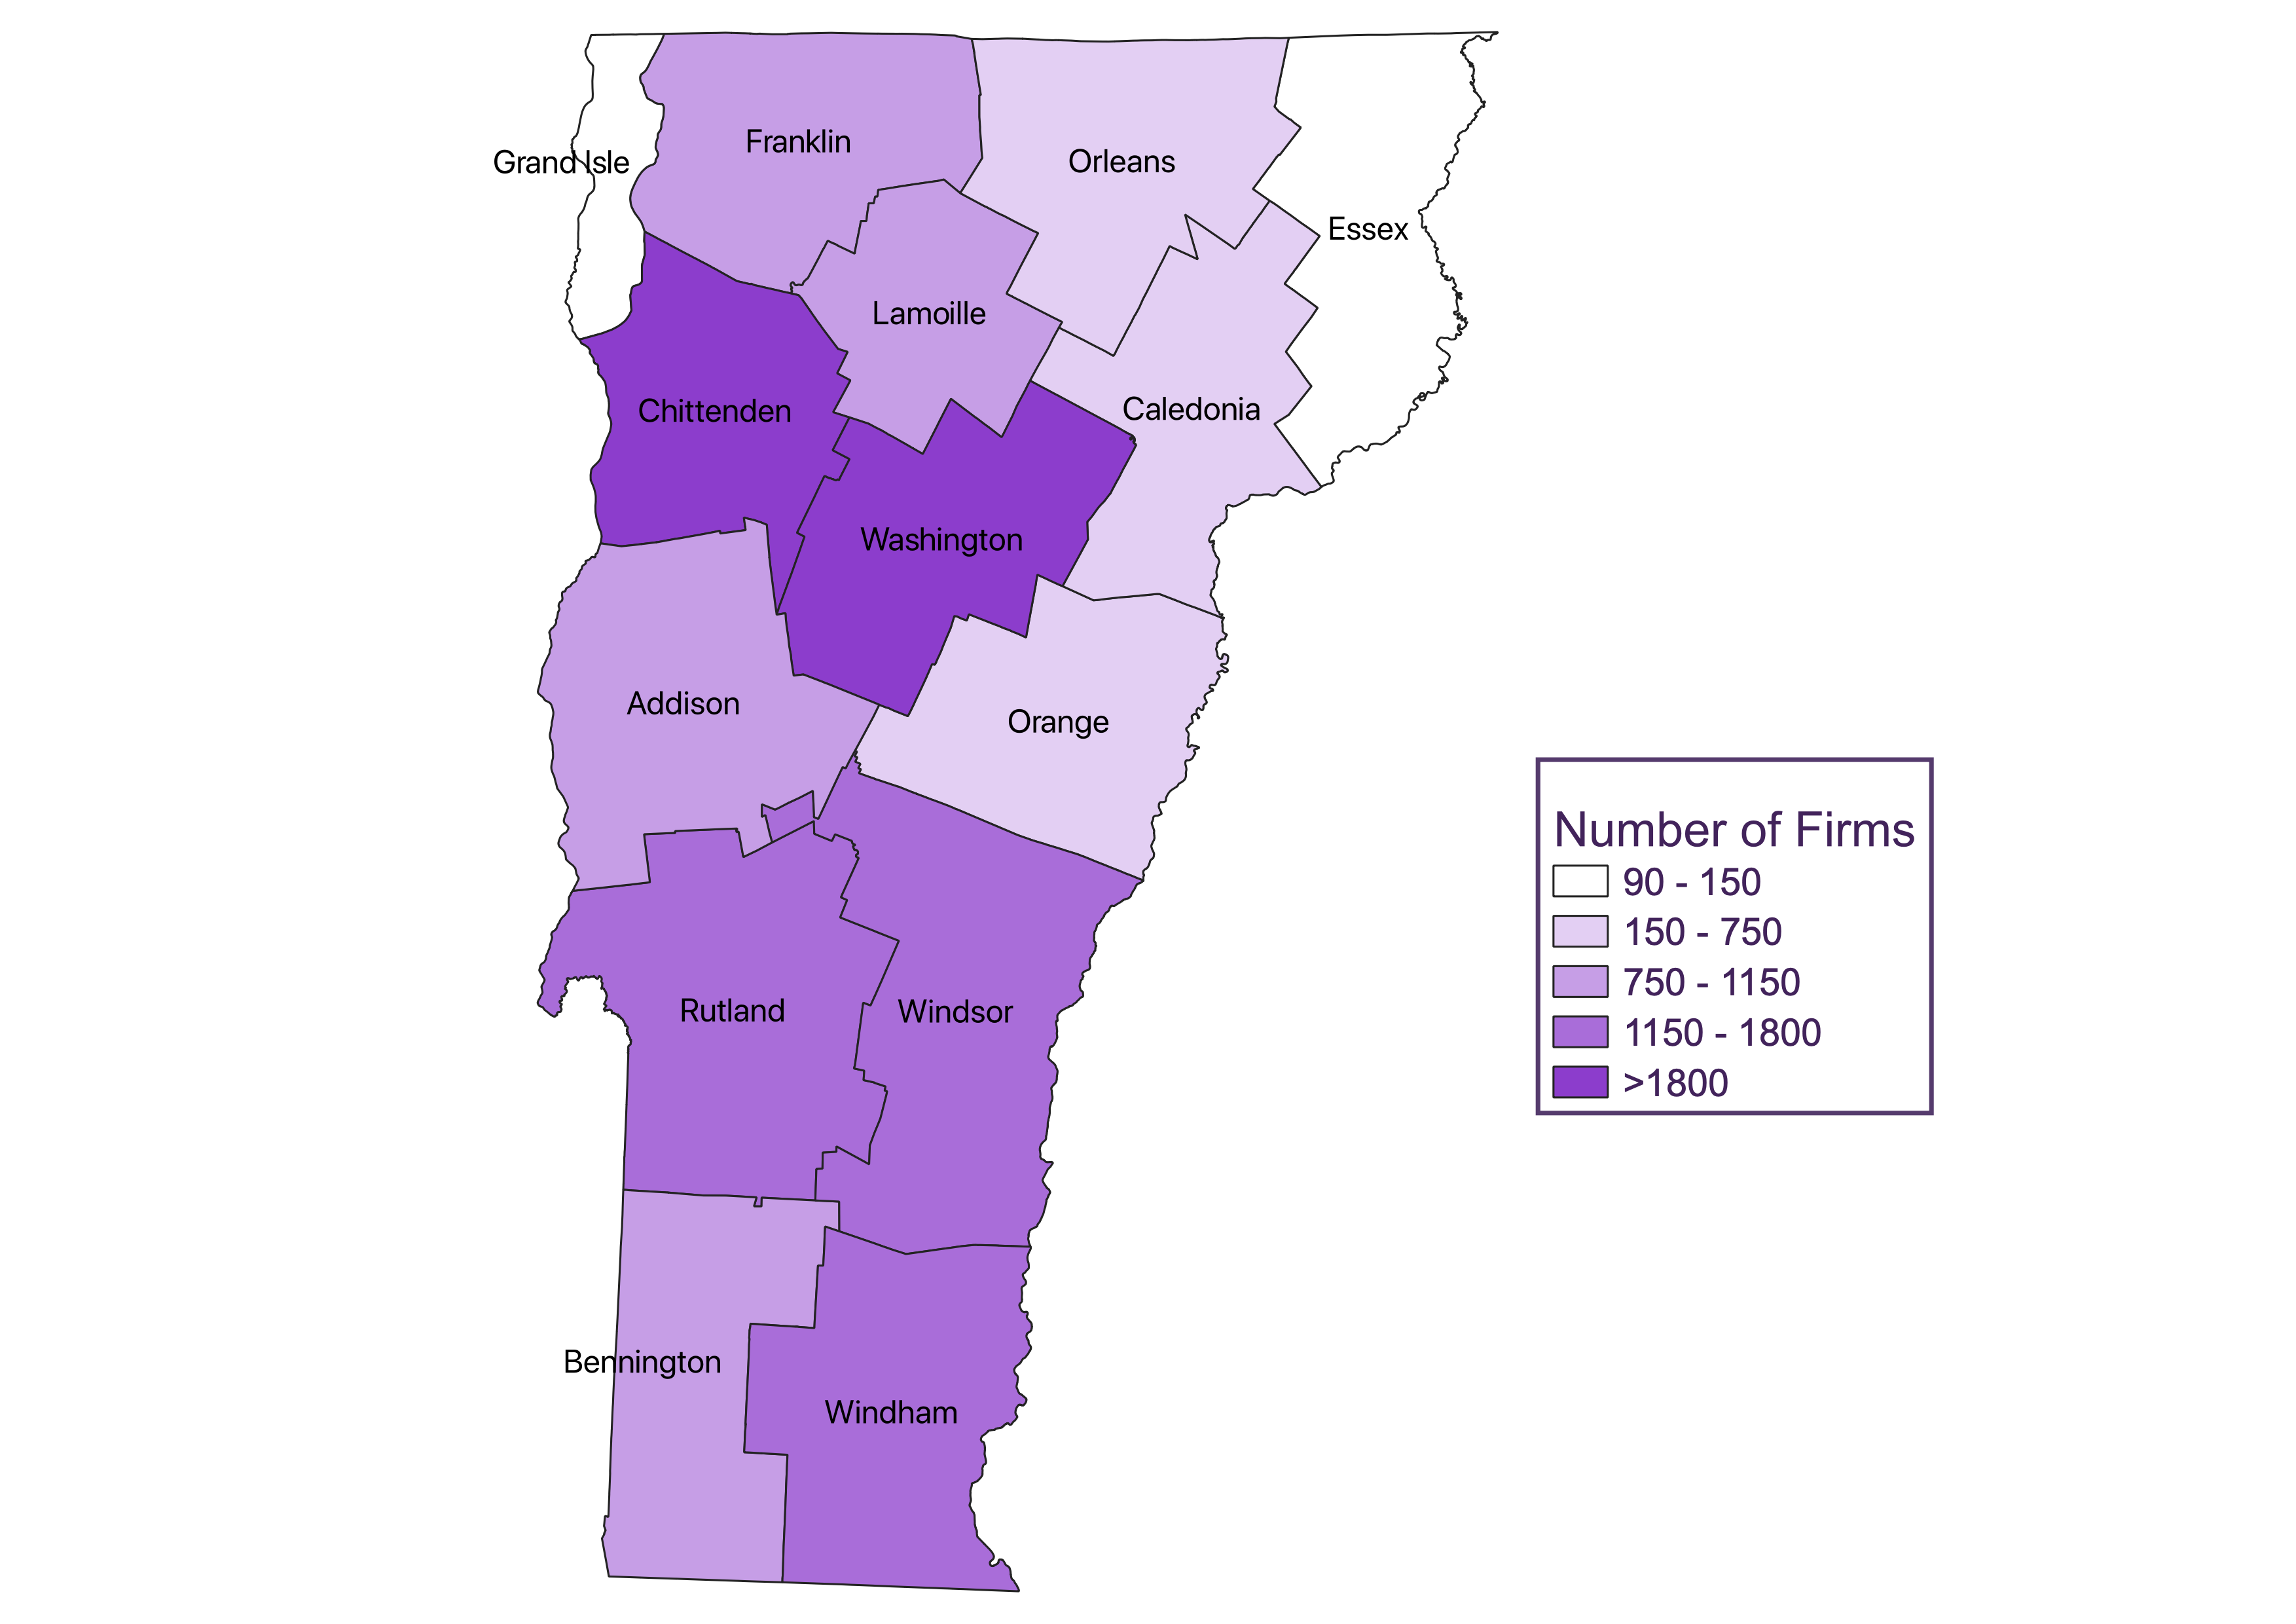 Franklin
Grand Isle
Orleans
Essex
Lamoille
Chittenden
Caledonia
Washington
Addison
Orange
Number of Firms
90 - 150
150 - 750
750 - 1150
1150 - 1800
>1800
Rutland
Windsor
Bennington
Windham